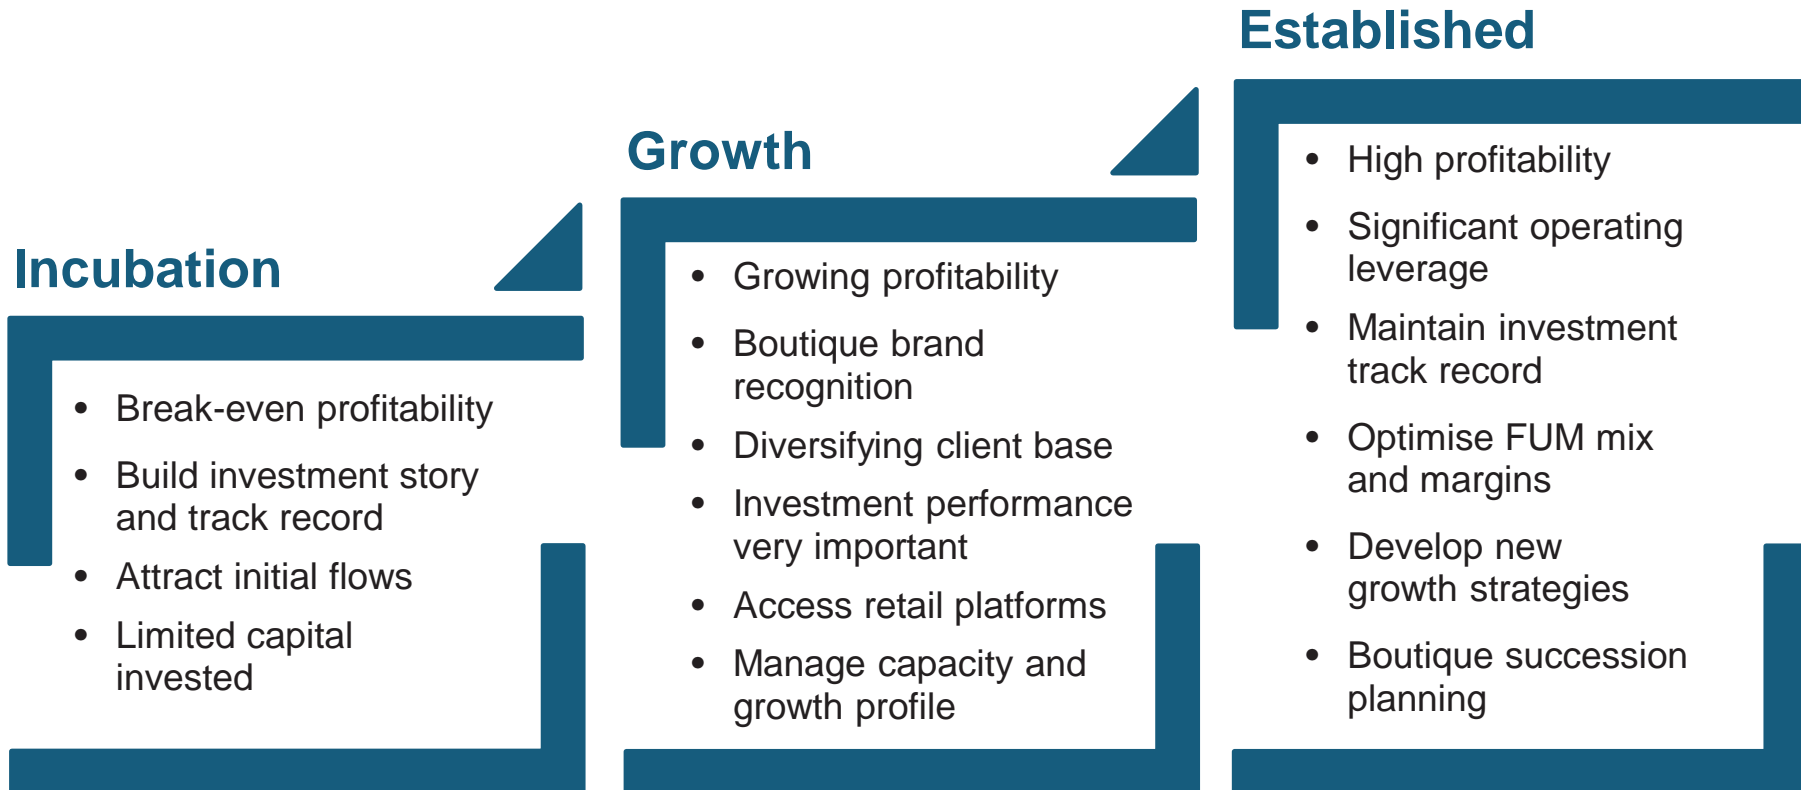 Incubation
• Break-even profitability
• Build investment story
and track record
• Attract initial flows
• Limited capital
invested
Growth
• Growing profitability
• Boutique brand
recognition
• Diversifying client base
• Investment performance
very important
• Access retail platforms
• Manage capacity and
growth profile
Established
• High profitability
• Significant operating
leverage
• Maintain investment
track record
• Optimise FUM mix
and margins
• Develop new
growth strategies
• Boutique succession
planning